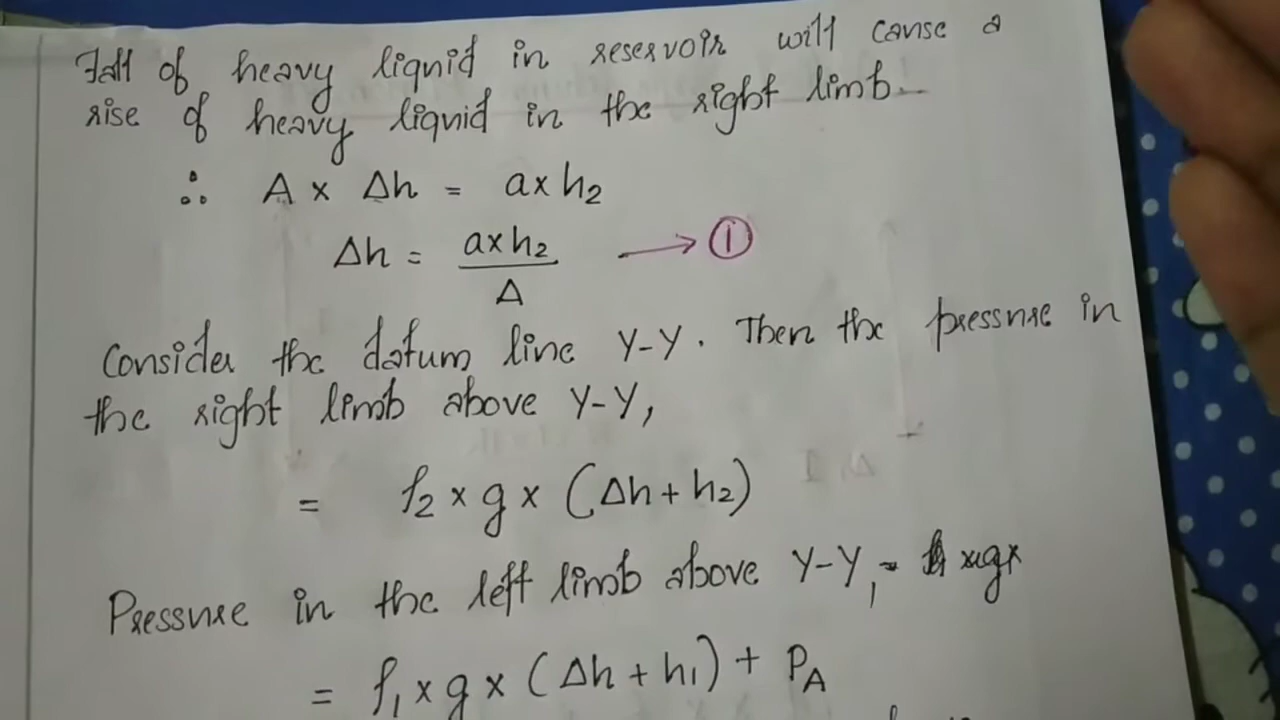 Fall of heavy liquid in reservoir will cause a
rise of heavy liquid in the right limb.
∴ A × Δh = a×h₂
Δh = a×h₂ / A → ①
Consider the datum line Y-Y. Then the pressure in
the right limb above Y-Y,
= ρ₂ × g × (Δh + h₂)
Pressure in the left limb above Y-Y, = ×g×
= ρ₁ × g × (Δh + h₁) + PA